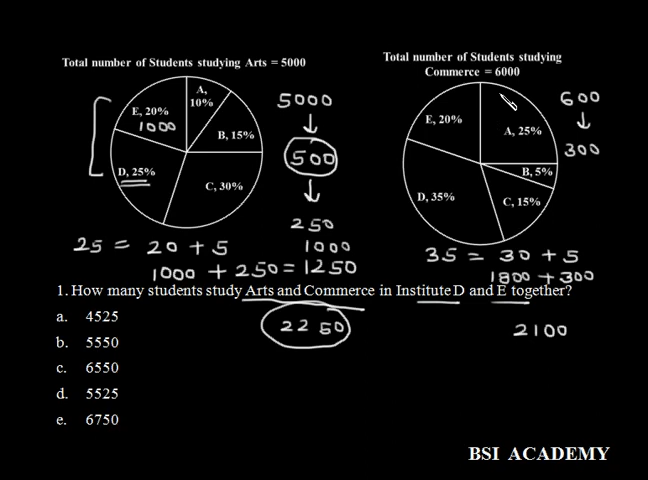 Total number of Students studying Arts = 5000
Total number of Students studying
Commerce = 6000
A,
10%
B, 15%
C, 30%
D, 25%
E, 20%
1000
5000
500
250
1000
25 = 20 + 5
1000 + 250 = 1250
A, 25%
B, 5%
C, 15%
D, 35%
E, 20%
600
300
35 = 30 + 5
1800 + 300
1. How many students study Arts and Commerce in Institute D and E together?
2250
2100
a. 4525
b. 5550
c. 6550
d. 5525
e. 6750
BSI ACADEMY